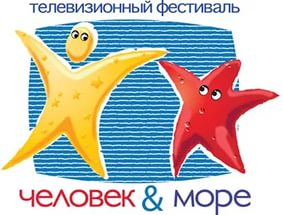 телевизионный фестиваль
человек & море